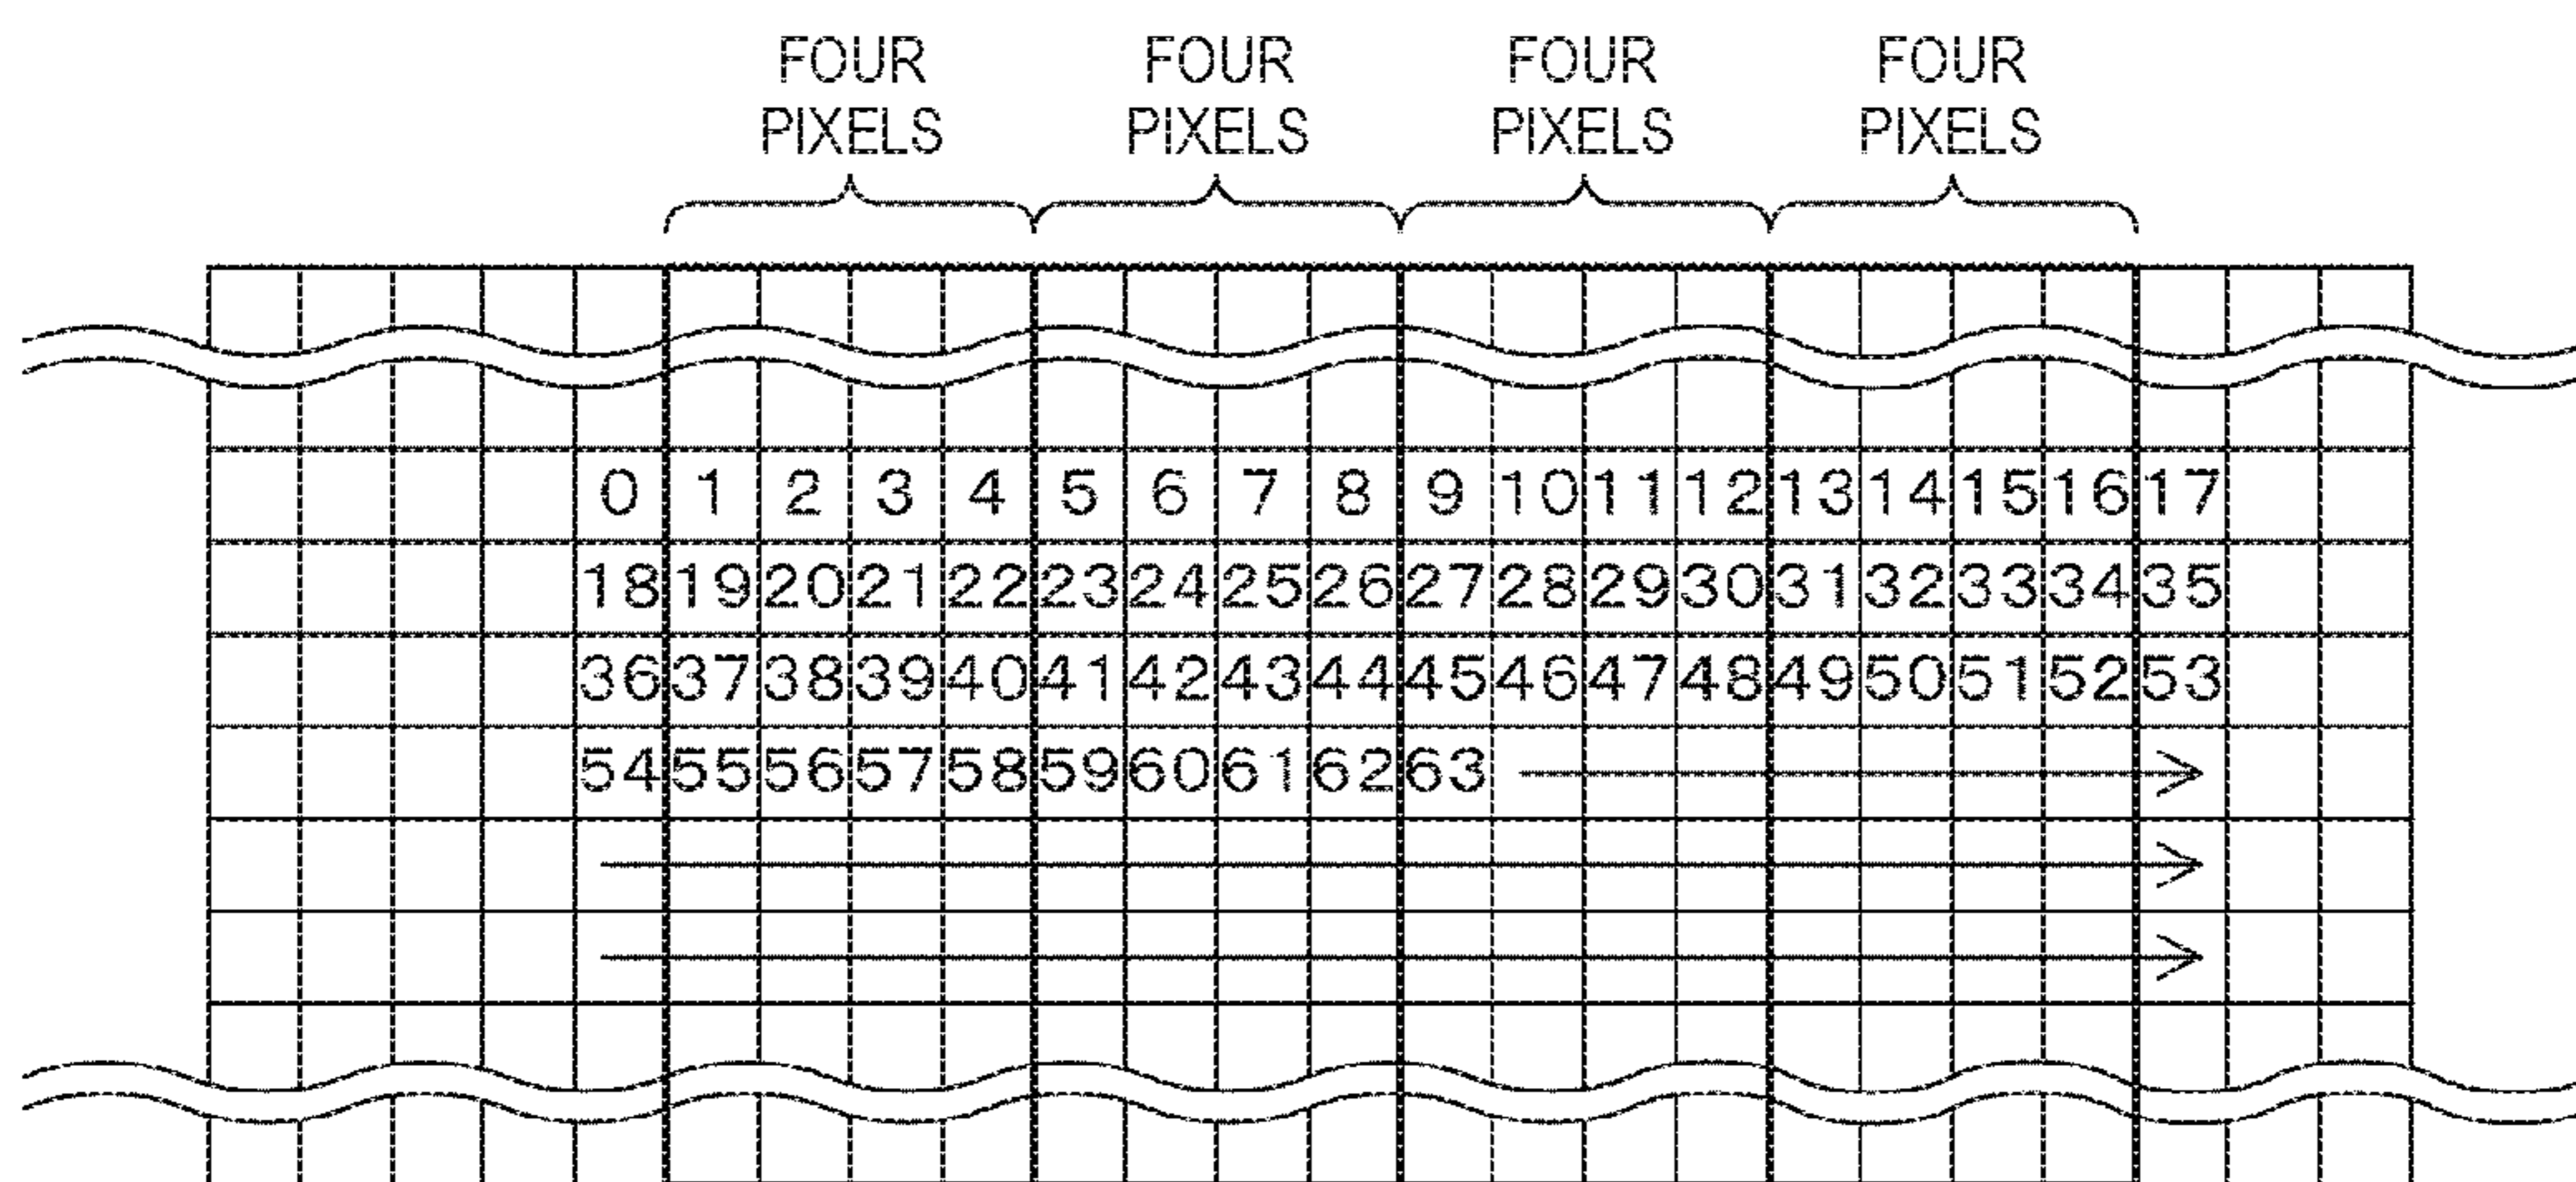 FOUR FOUR FOUR FOUR
PIXELS PIXELS PIXELS PIXELS
0 1 2 3 4 5 6 7 8 9 10 11 12 13 14 15 16 17
18 19 20 21 22 23 24 25 26 27 28 29 30 31 32 33 34 35
36 37 38 39 40 41 42 43 44 45 46 47 48 49 50 51 52 53
54 55 56 57 58 59 60 61 62 63